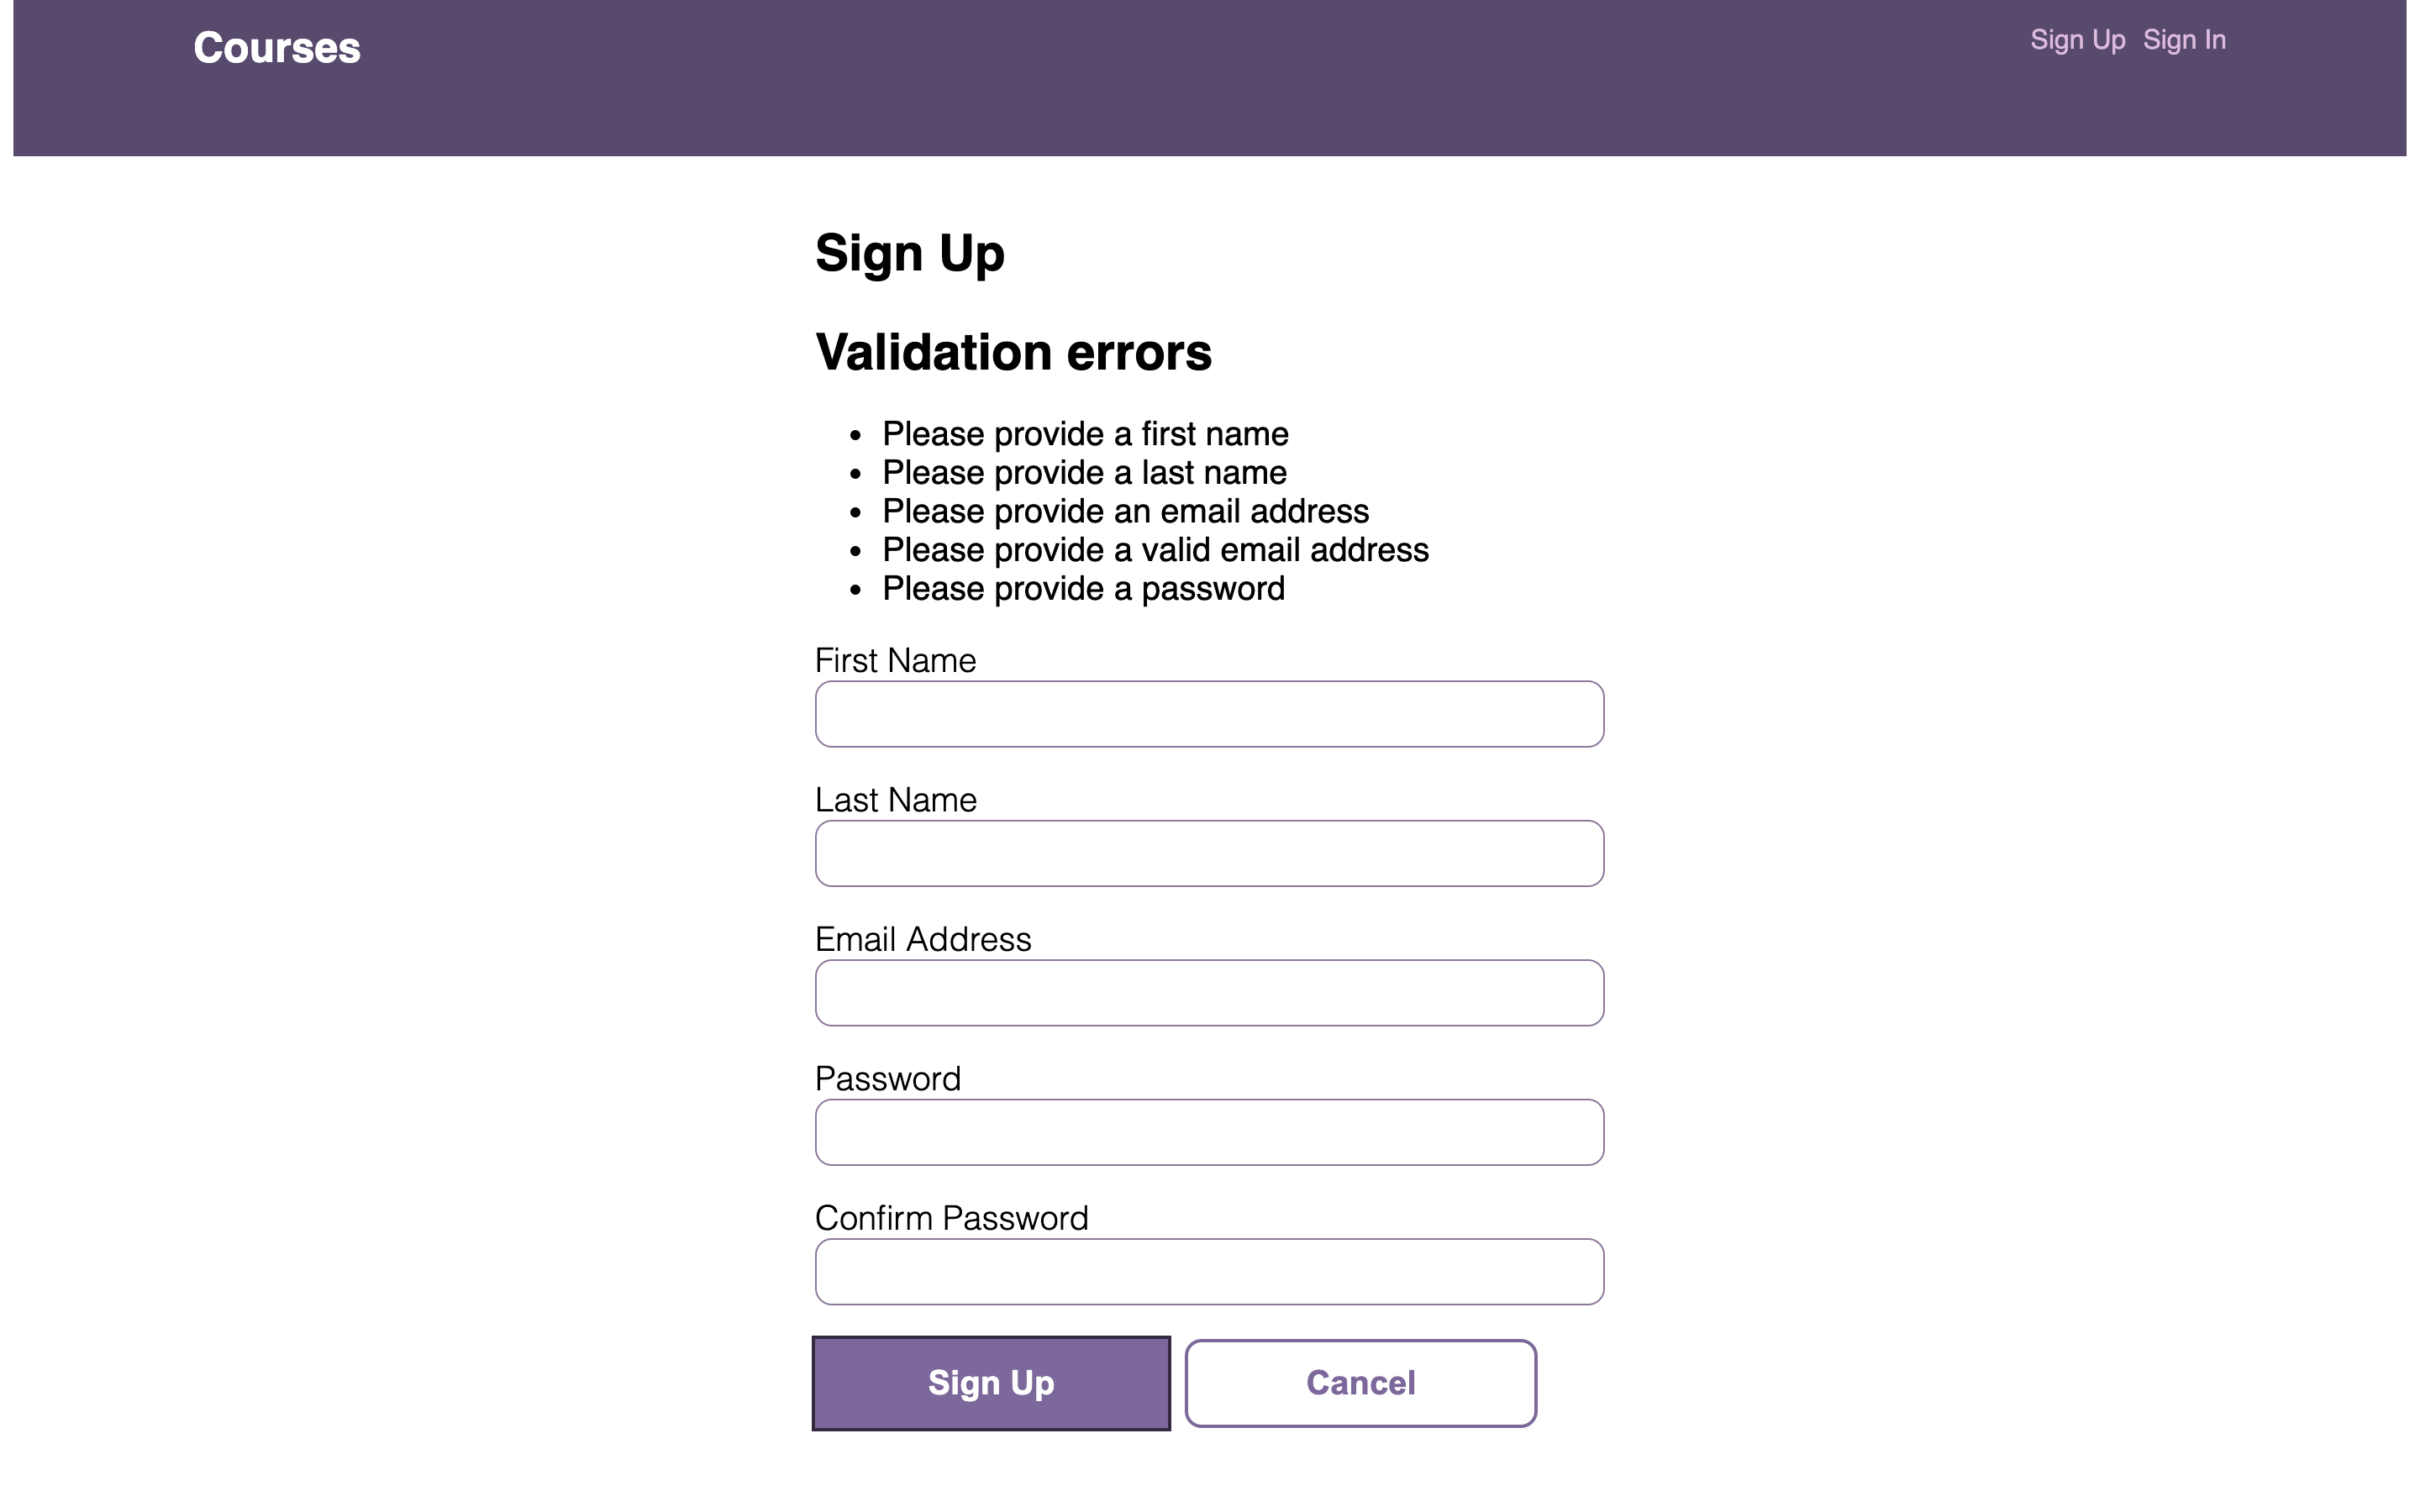 Courses
Sign Up Sign In
Sign Up
Validation errors
Please provide a first name
Please provide a last name
Please provide an email address
Please provide a valid email address
Please provide a password
First Name
Last Name
Email Address
Password
Confirm Password
Sign Up
Cancel